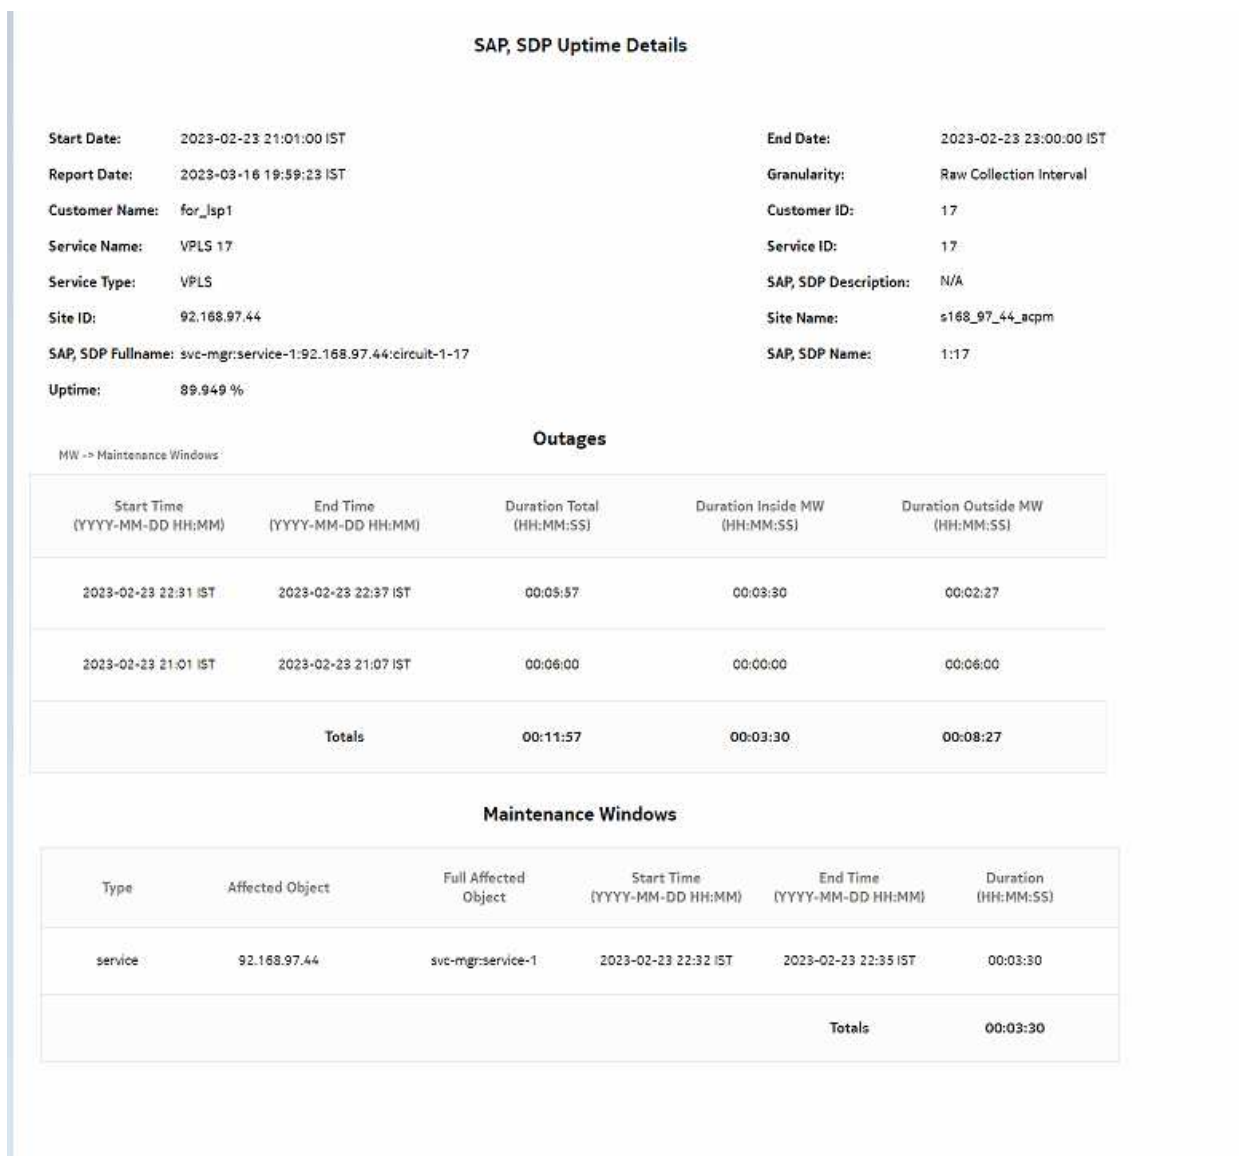 SAP, SDP Uptime Details
Start Date: 2023-02-23 21:01:00 IST End Date: 2023-02-23 23:00:00 IST
Report Date: 2023-03-16 19:59:23 IST Granularity: Raw Collection Interval
Customer Name: for_lsp1 Customer ID: 17
Service Name: VPLS 17 Service ID: 17
Service Type: VPLS SAP, SDP Description: N/A
Site ID: 92.168.97.44 Site Name: s168_97_44_acpm
SAP, SDP Fullname: svc-mgr:service-1:92.168.97.44:circuit-1-17 SAP, SDP Name: 1:17
Uptime: 89.949 %
Outages
MW -> Maintenance Windows
Start Time End Time Duration Total Duration Inside MW Duration Outside MW
(YYYY-MM-DD HH:MM) (YYYY-MM-DD HH:MM) (HH:MM:SS) (HH:MM:SS) (HH:MM:SS)
2023-02-23 22:31 IST 2023-02-23 22:37 IST 00:05:57 00:03:30 00:02:27
2023-02-23 21:01 IST 2023-02-23 21:07 IST 00:06:00 00:00:00 00:06:00
Totals 00:11:57 00:03:30 00:08:27
Maintenance Windows
Type Affected Object Full Affected Object Start Time (YYYY-MM-DD HH:MM) End Time (YYYY-MM-DD HH:MM) Duration (HH:MM:SS)
service 92.168.97.44 svc-mgr:service-1 2023-02-23 22:32 IST 2023-02-23 22:35 IST 00:03:30
Totals 00:03:30